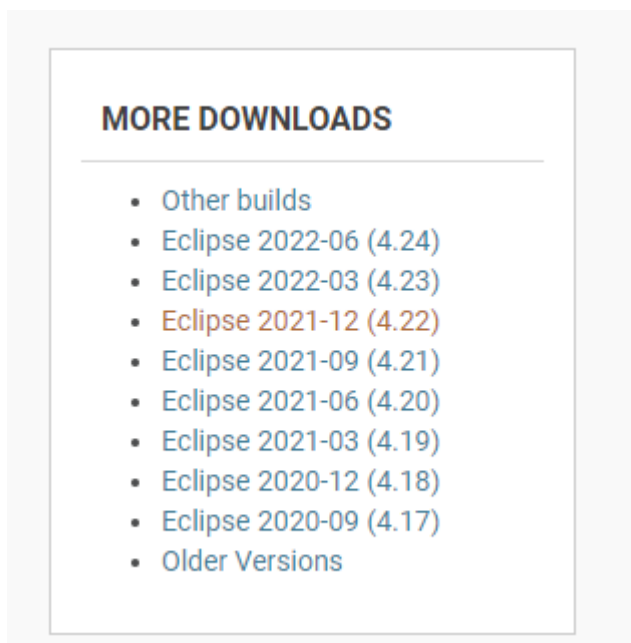 MORE DOWNLOADS
Other builds
Eclipse 2022-06 (4.24)
Eclipse 2022-03 (4.23)
Eclipse 2021-12 (4.22)
Eclipse 2021-09 (4.21)
Eclipse 2021-06 (4.20)
Eclipse 2021-03 (4.19)
Eclipse 2020-12 (4.18)
Eclipse 2020-09 (4.17)
Older Versions